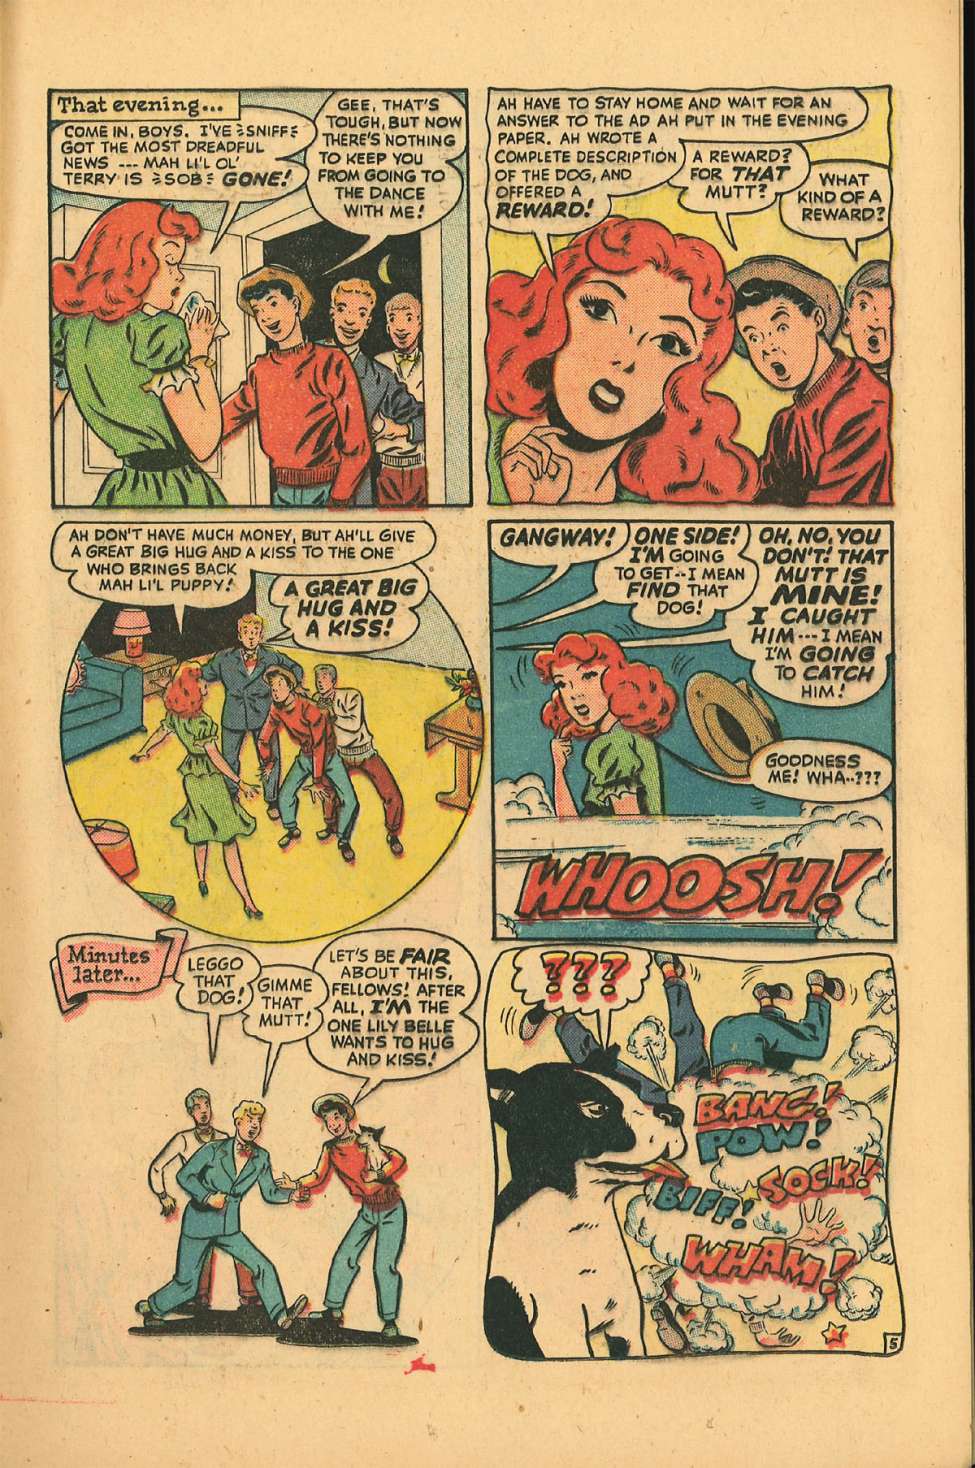 That evening...
COME IN, BOYS. I'VE SNIFF
GOT THE MOST DREADFUL
NEWS --- MAH LI'L OL'
TERRY IS SOB GONE!
GEE, THAT'S
TOUGH, BUT NOW
THERE'S NOTHING
TO KEEP YOU
FROM GOING TO
THE DANCE
WITH ME!
AH HAVE TO STAY HOME AND WAIT FOR AN
ANSWER TO THE AD AH PUT IN THE EVENING
PAPER. AH WROTE A
COMPLETE DESCRIPTION
OF THE DOG, AND
OFFERED A
REWARD!
A REWARD?
FOR THAT
MUTT?
WHAT
KIND OF A
REWARD?
AH DON'T HAVE MUCH MONEY, BUT AH'LL GIVE
A GREAT BIG HUG AND A KISS TO THE ONE
WHO BRINGS BACK
MAH LI'L PUPPY!
A GREAT BIG
HUG AND
A KISS!
GANGWAY!
ONE SIDE!
I'M GOING
TO GET-- I MEAN
FIND THAT
DOG!
OH, NO, YOU
DON'T! THAT
MUTT IS
MINE!
I CAUGHT
HIM --- I MEAN
I'M GOING
TO CATCH
HIM!
GOODNESS
ME! WHA--???
WHOOSH!
Minutes
later...
LEGGO
THAT
DOG!
GIMME
THAT
MUTT!
LET'S BE FAIR
ABOUT THIS,
FELLOWS! AFTER
ALL, I'M THE
ONE LILY BELLE
WANTS TO HUG
AND KISS!
???
BANG!
POW!
SOCK!
BIFF!
WHAM!
5